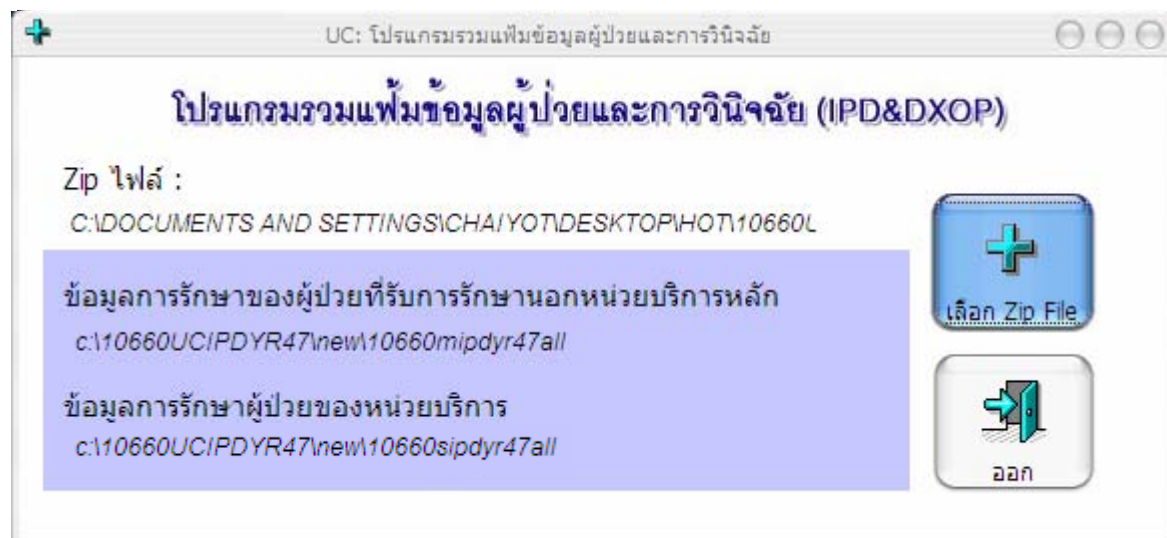 UC: โปรแกรมรวมแฟ้มข้อมูลผู้ป่วยและการวินิจฉัย
โปรแกรมรวมแฟ้มข้อมูลผู้ป่วยและการวินิจฉัย (IPD&DXOP)
Zip ไฟล์ :
C:\DOCUMENTS AND SETTINGS\CHAIYOT\DESKTOP\HOT\10660U
ข้อมูลการรักษาของผู้ป่วยที่รับการรักษานอกหน่วยบริการหลัก
c:\10660UCIPDYR47\new\10660mipdyr47all
ข้อมูลการรักษาผู้ป่วยของหน่วยบริการ
c:\10660UCIPDYR47\new\10660sipdyr47all
เลือก Zip File
ออก